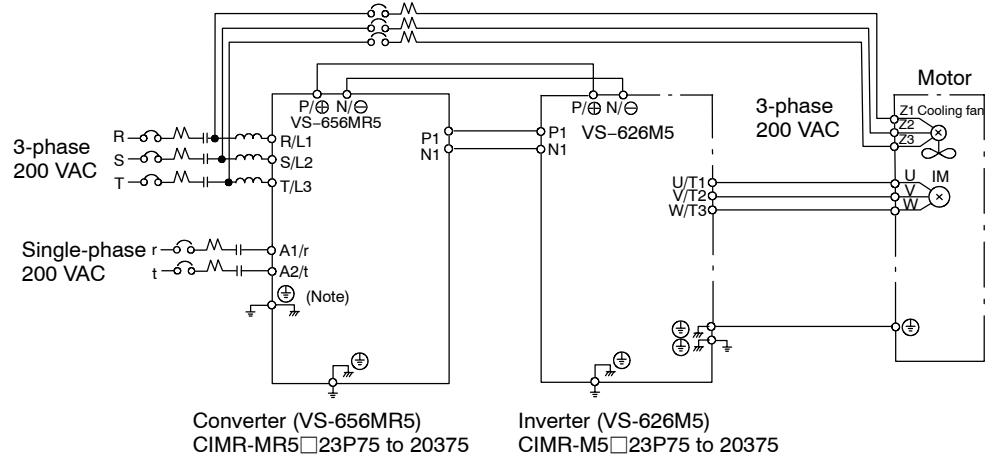 Motor
P/⊕ N/⊖
VS–656MR5
P/⊕ N/⊖
VS–626M5
3-phase
200 VAC
Z1 Cooling fan
Z2
Z3
3-phase
200 VAC
R
S
T
R/L1
S/L2
T/L3
P1
N1
P1
N1
U/T1
V/T2
W/T3
U
V
W
IM
Single-phase
200 VAC
r
t
A1/r
A2/t
(Note)
Converter (VS-656MR5)
CIMR-MR5□23P75 to 20375
Inverter (VS-626M5)
CIMR-M5□23P75 to 20375